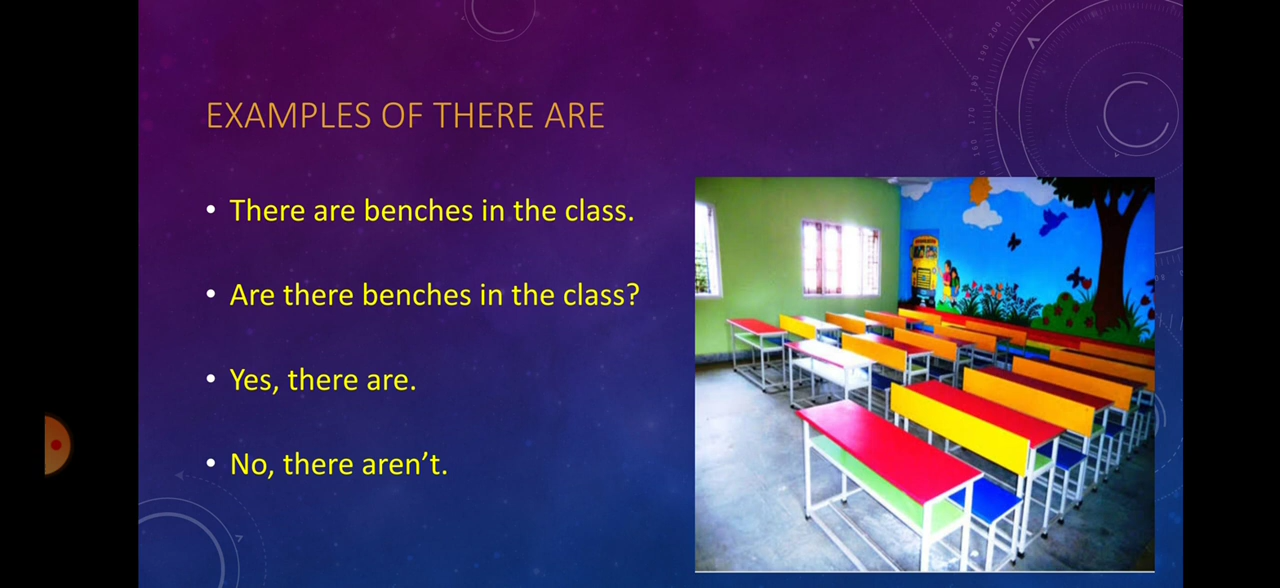 EXAMPLES OF THERE ARE
• There are benches in the class.
• Are there benches in the class?
• Yes, there are.
• No, there aren’t.